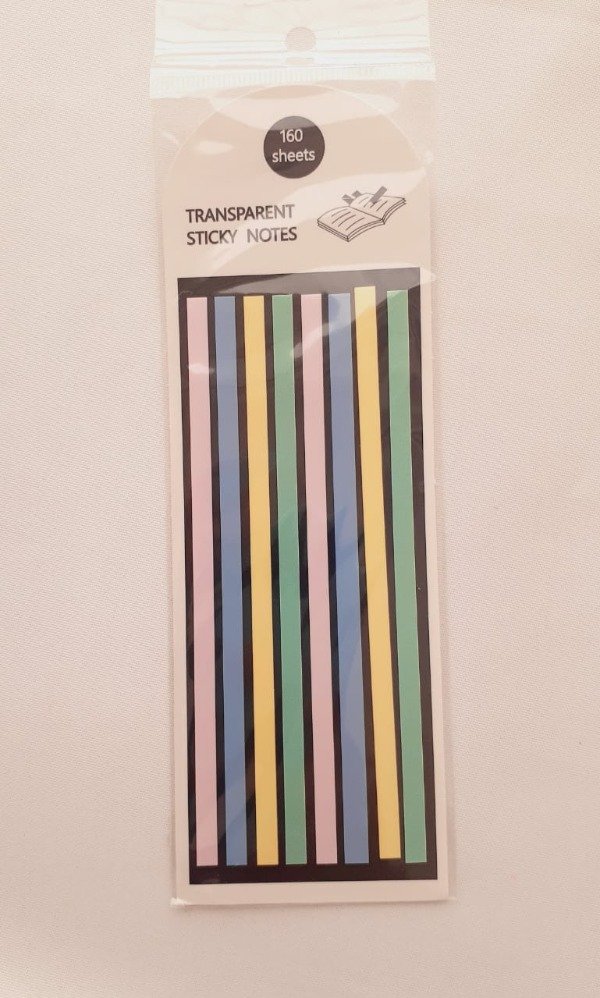 160
sheets
TRANSPARENT
STICKY NOTES